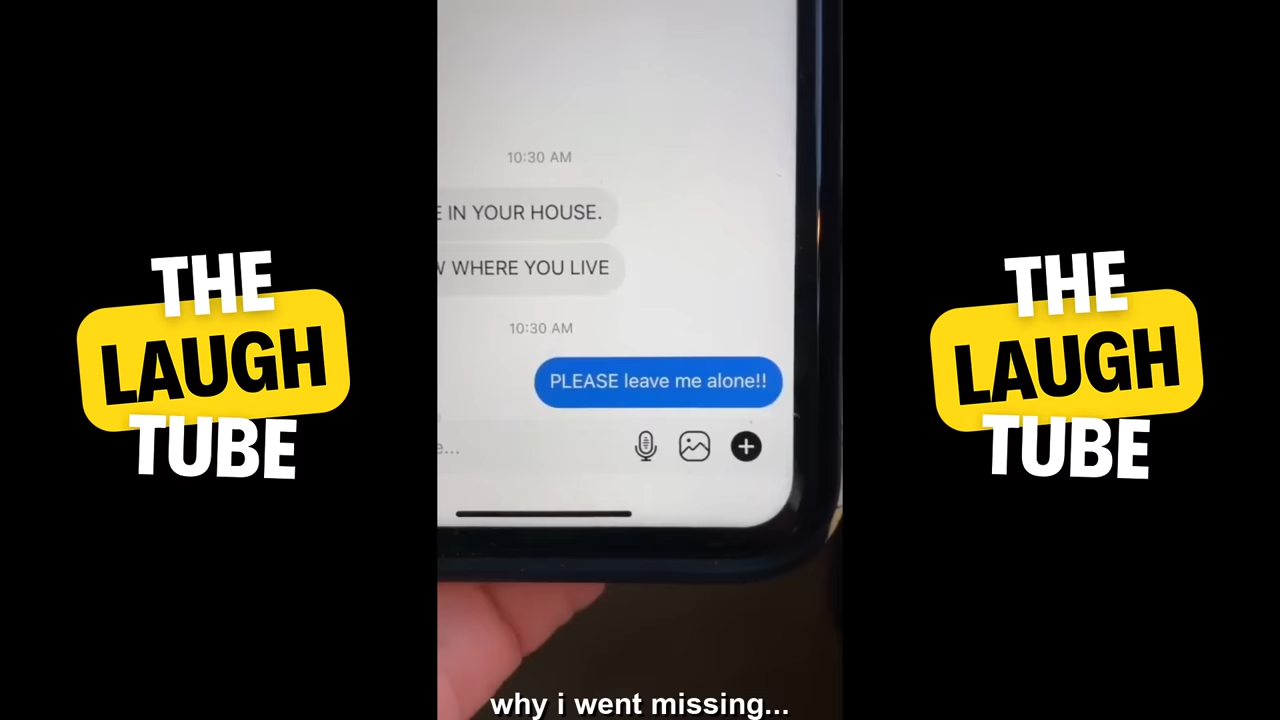 THE
LAUGH
TUBE
10:30 AM
IN YOUR HOUSE.
WHERE YOU LIVE
10:30 AM
PLEASE leave me alone!!
why i went missing...
THE
LAUGH
TUBE